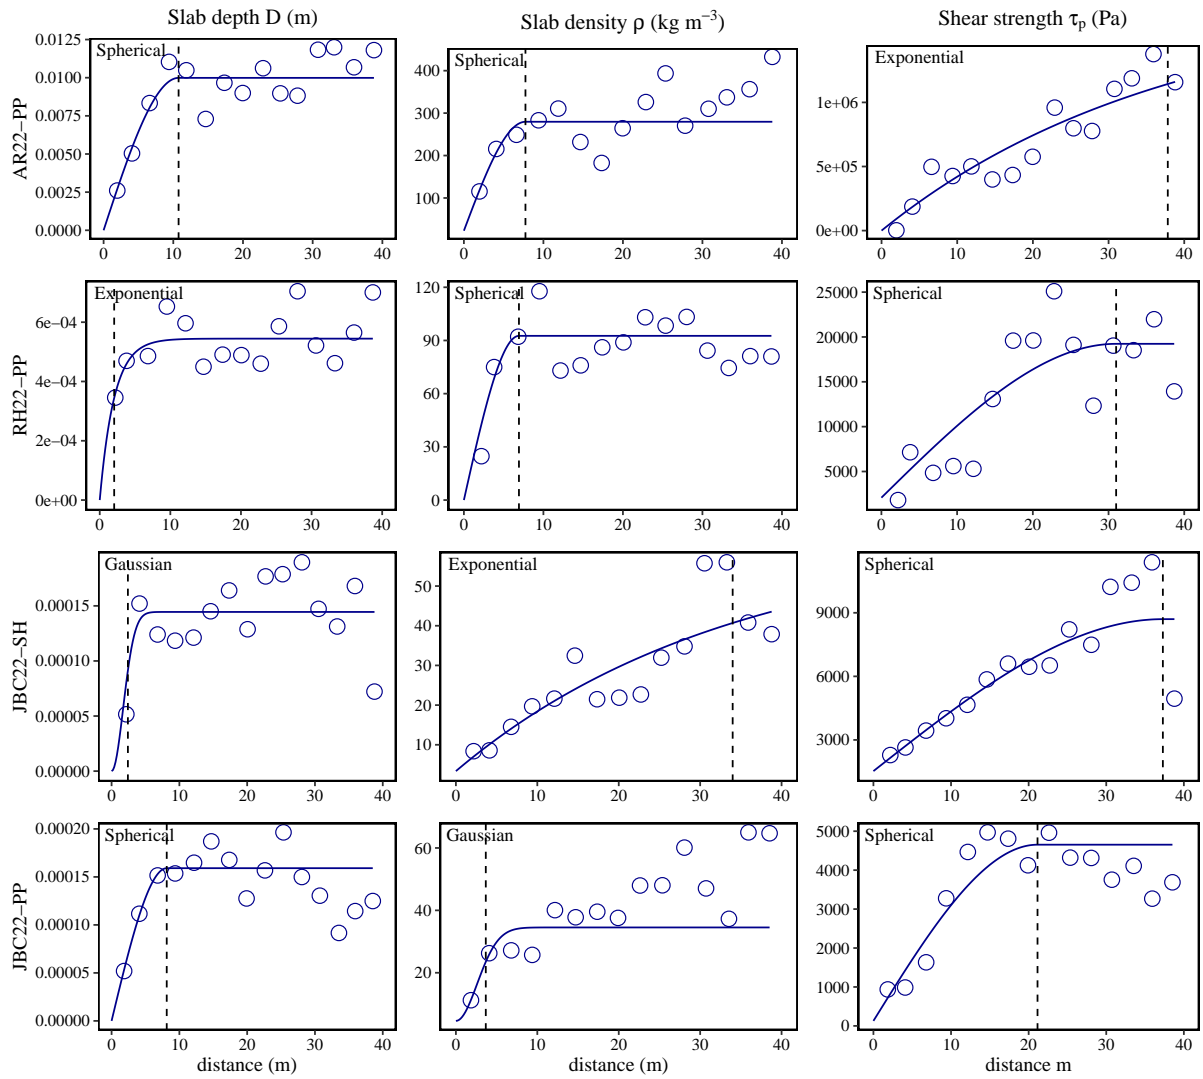 Slab depth D (m)
Slab density ρ (kg m⁻³)
Shear strength τp (Pa)
AR22−PP
Spherical
0.0125
0.0100
0.0075
0.0050
0.0025
0.0000
0 10 20 30 40
Spherical
400
300
200
100
0 10 20 30 40
Exponential
1e+06
5e+05
0e+00
0 10 20 30 40
RH22−PP
Exponential
6e−04
4e−04
2e−04
0e+00
0 10 20 30 40
Spherical
120
90
60
30
0
0 10 20 30 40
Spherical
25000
20000
15000
10000
5000
0 10 20 30 40
JBC22−SH
Gaussian
0.00015
0.00010
0.00005
0.00000
0 10 20 30 40
Exponential
50
40
30
20
10
0 10 20 30 40
Spherical
9000
6000
3000
0 10 20 30 40
JBC22−PP
Spherical
0.00020
0.00015
0.00010
0.00005
0.00000
0 10 20 30 40
distance (m)
Gaussian
60
40
20
0 10 20 30 40
distance (m)
Spherical
5000
4000
3000
2000
1000
0
0 10 20 30 40
distance m